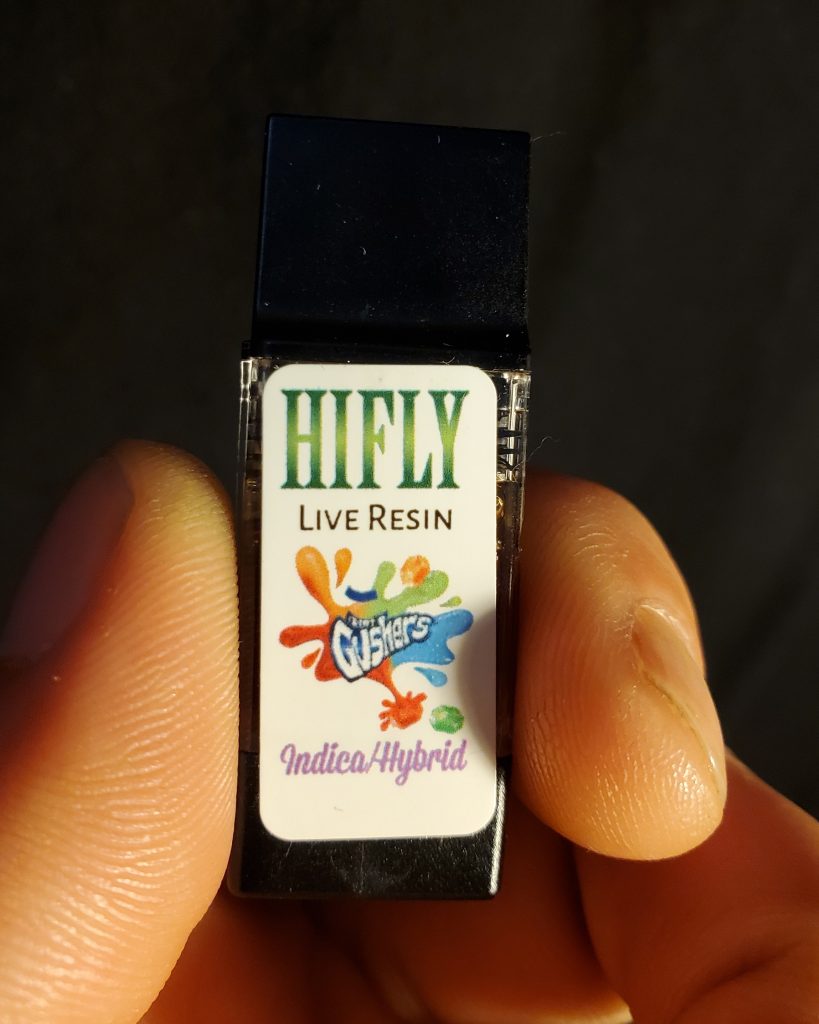 HIFLY
LIVE RESIN
Gushers
Indica/Hybrid